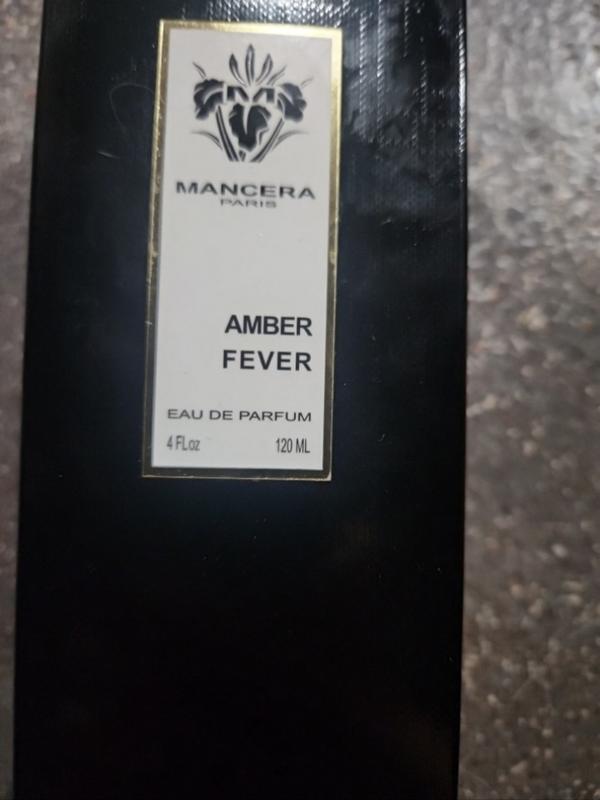 MANCERA
PARIS
AMBER
FEVER
EAU DE PARFUM
4 FLoz 120 ML